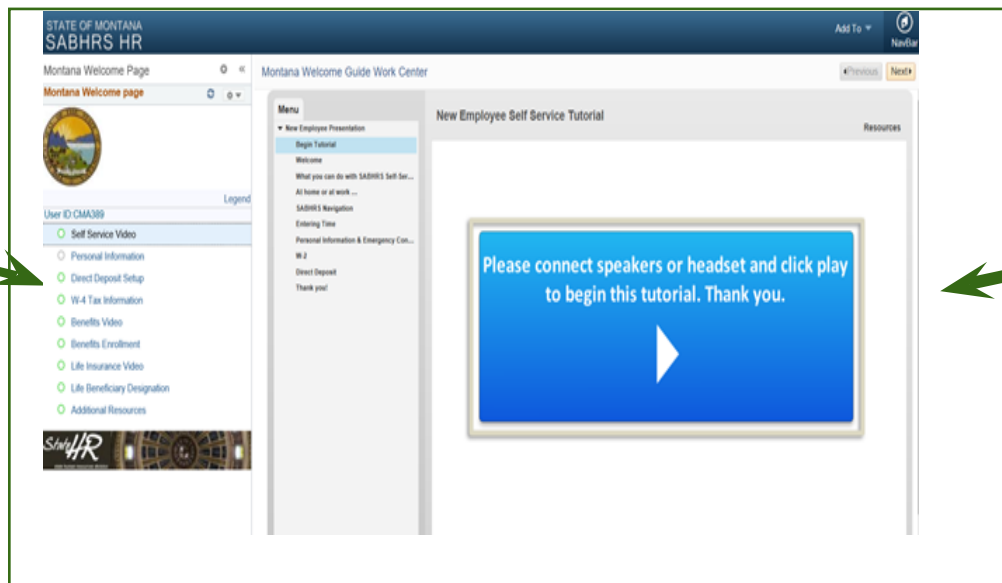 STATE OF MONTANA
SABHRS HR
Add To
NavBar
Montana Welcome Page
Montana Welcome Guide Work Center
Previous
Next
Montana Welcome page
Legend
User ID:CMA389
Self Service Video
Personal Information
Direct Deposit Setup
W-4 Tax Information
Benefits Video
Benefits Enrollment
Life Insurance Video
Life Beneficiary Designation
Additional Resources
State HR
Menu
New Employee Presentation
Begin Tutorial
Welcome
What you can do with SABHRS Self-Ser...
At home or at work ...
SABHRS Navigation
Entering Time
Personal Information & Emergency Con...
W-2
Direct Deposit
Thank you!
New Employee Self Service Tutorial
Resources
Please connect speakers or headset and click play
to begin this tutorial. Thank you.